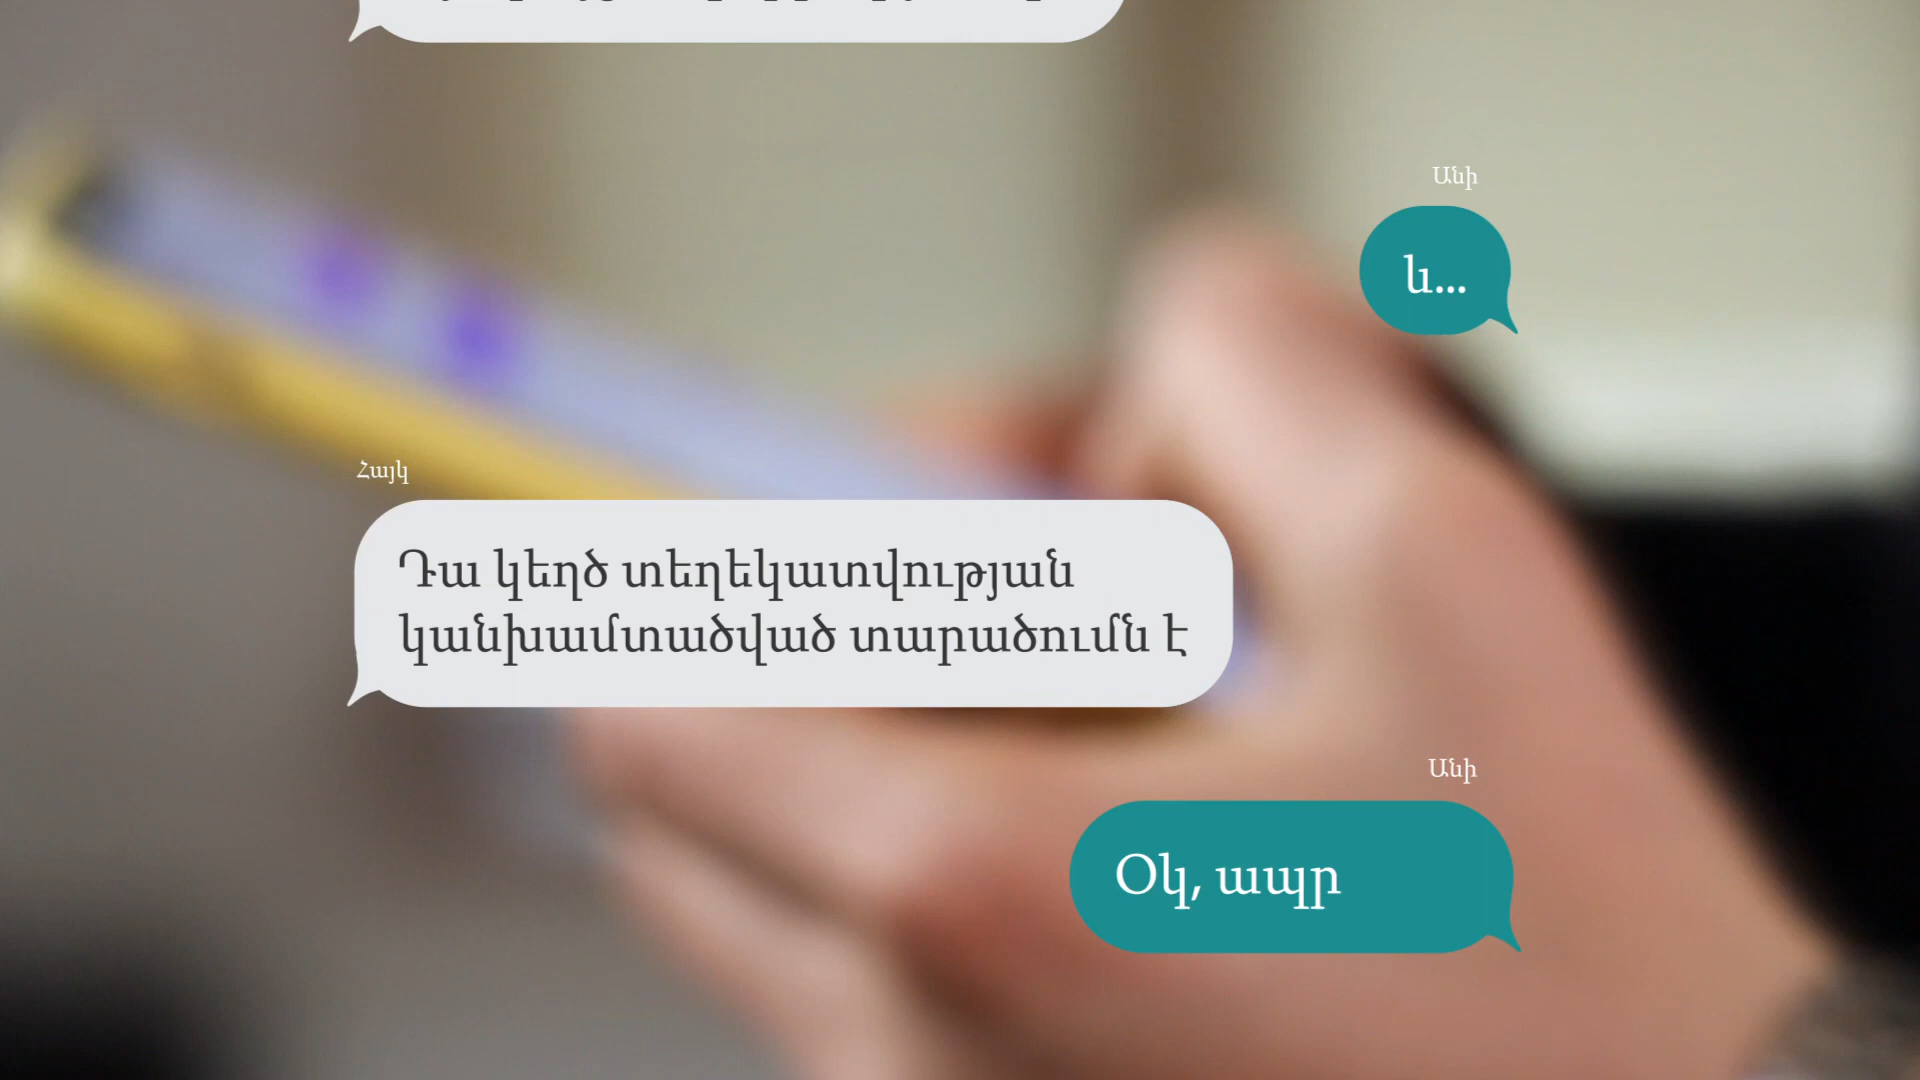 Անի
և...
Հայկ
Դա կեղծ տեղեկատվության
կանխամտածված տարածումն է
Անի
Օկ, ապր